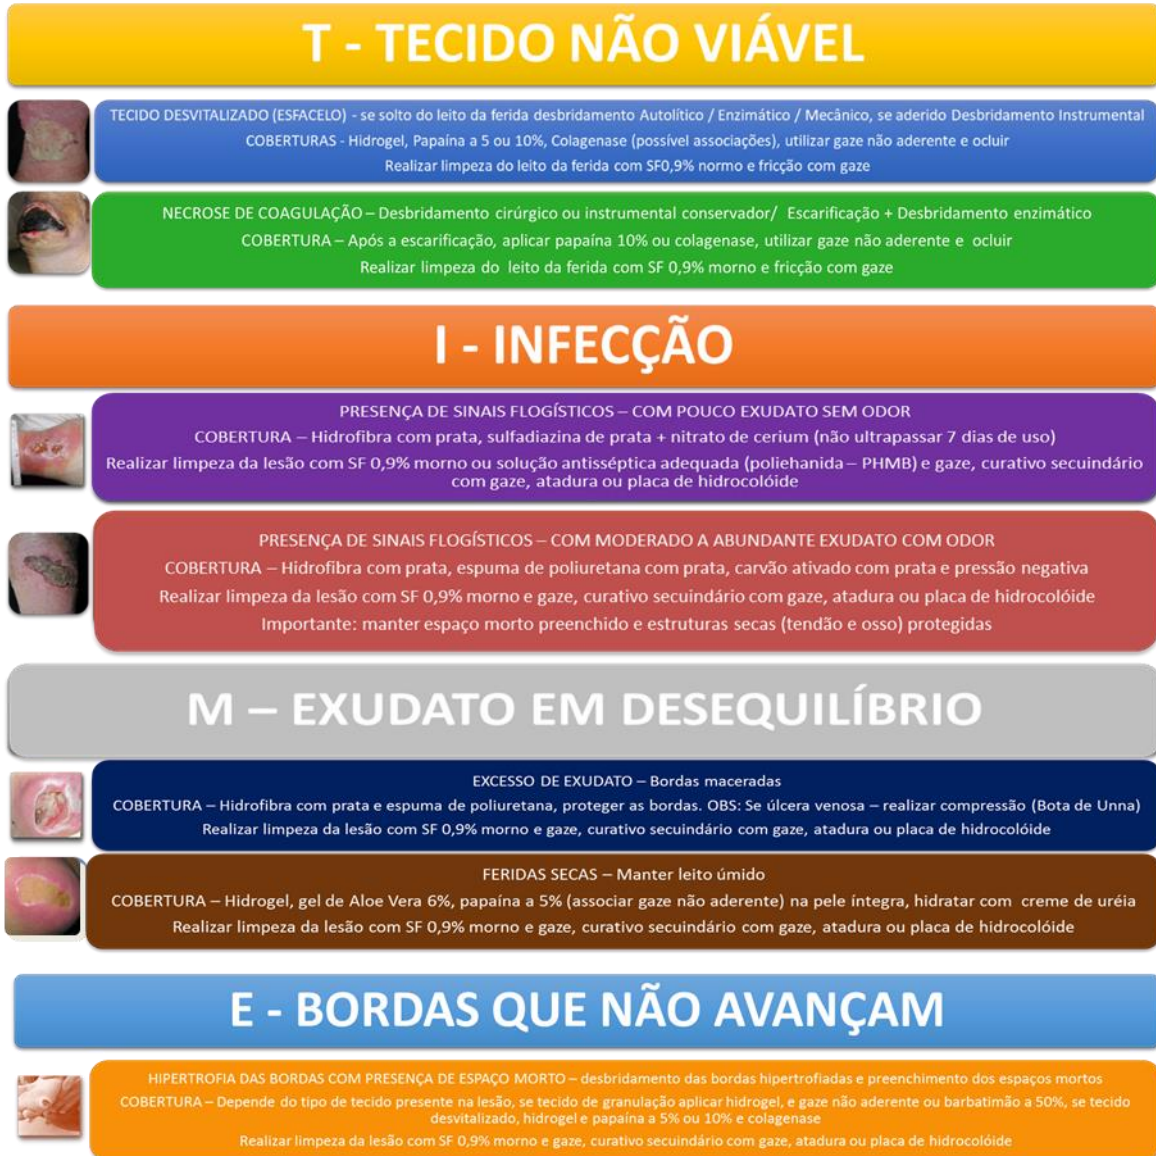 T - TECIDO NÃO VIÁVEL
TECIDO DESVITALIZADO (ESFACELO) - se solto do leito da ferida desbridamento Autolítico / Enzimático / Mecânico, se aderido Desbridamento Instrumental
COBERTURAS - Hidrogel, Papaína a 5 ou 10%, Colagenase (possível associações), utilizar gaze não aderente e ocluir
Realizar limpeza do leito da ferida com SF0,9% normo e fricção com gaze
NECROSE DE COAGULAÇÃO – Desbridamento cirúrgico ou instrumental conservador/ Escarificação + Desbridamento enzimático
COBERTURA – Após a escarificação, aplicar papaína 10% ou colagenase, utilizar gaze não aderente e ocluir
Realizar limpeza do leito da ferida com SF 0,9% morno e fricção com gaze
I - INFECÇÃO
PRESENÇA DE SINAIS FLOGÍSTICOS – COM POUCO EXUDATO SEM ODOR
COBERTURA – Hidrofibra com prata, sulfadiazina de prata + nitrato de cerium (não ultrapassar 7 dias de uso)
Realizar limpeza da lesão com SF 0,9% morno ou solução antisséptica adequada (poliehanida – PHMB) e gaze, curativo secuindário
com gaze, atadura ou placa de hidrocolóide
PRESENÇA DE SINAIS FLOGÍSTICOS – COM MODERADO A ABUNDANTE EXUDATO COM ODOR
COBERTURA – Hidrofibra com prata, espuma de poliuretana com prata, carvão ativado com prata e pressão negativa
Realizar limpeza da lesão com SF 0,9% morno e gaze, curativo secuindário com gaze, atadura ou placa de hidrocolóide
Importante: manter espaço morto preenchido e estruturas secas (tendão e osso) protegidas
M – EXUDATO EM DESEQUILÍBRIO
EXCESSO DE EXUDATO – Bordas maceradas
COBERTURA – Hidrofibra com prata e espuma de poliuretana, proteger as bordas. OBS: Se úlcera venosa – realizar compressão (Bota de Unna)
Realizar limpeza da lesão com SF 0,9% morno e gaze, curativo secuindário com gaze, atadura ou placa de hidrocolóide
FERIDAS SECAS – Manter leito úmido
COBERTURA – Hidrogel, gel de Aloe Vera 6%, papaína a 5% (associar gaze não aderente) na pele íntegra, hidratar com creme de uréia
Realizar limpeza da lesão com SF 0,9% morno e gaze, curativo secuindário com gaze, atadura ou placa de hidrocolóide
E - BORDAS QUE NÃO AVANÇAM
HIPERTROFIA DAS BORDAS COM PRESENÇA DE ESPAÇO MORTO – desbridamento das bordas hipertrofiadas e preenchimento dos espaços mortos
COBERTURA – Depende do tipo de tecido presente na lesão, se tecido de granulação aplicar hidrogel, e gaze não aderente ou barbatimão a 50%, se tecido
desvitalizado, hidrogel e papaína a 5% ou 10% e colagenase
Realizar limpeza da lesão com SF 0,9% morno e gaze, curativo secuindário com gaze, atadura ou placa de hidrocolóide